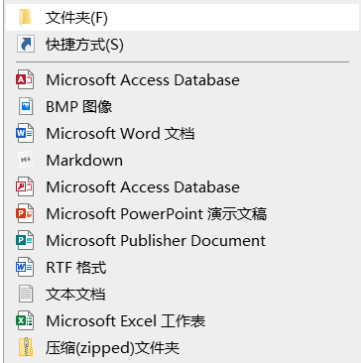 文件夹(F)
快捷方式(S)
Microsoft Access Database
BMP 图像
Microsoft Word 文档
Markdown
Microsoft Access Database
Microsoft PowerPoint 演示文稿
Microsoft Publisher Document
RTF 格式
文本文档
Microsoft Excel 工作表
压缩(zipped)文件夹